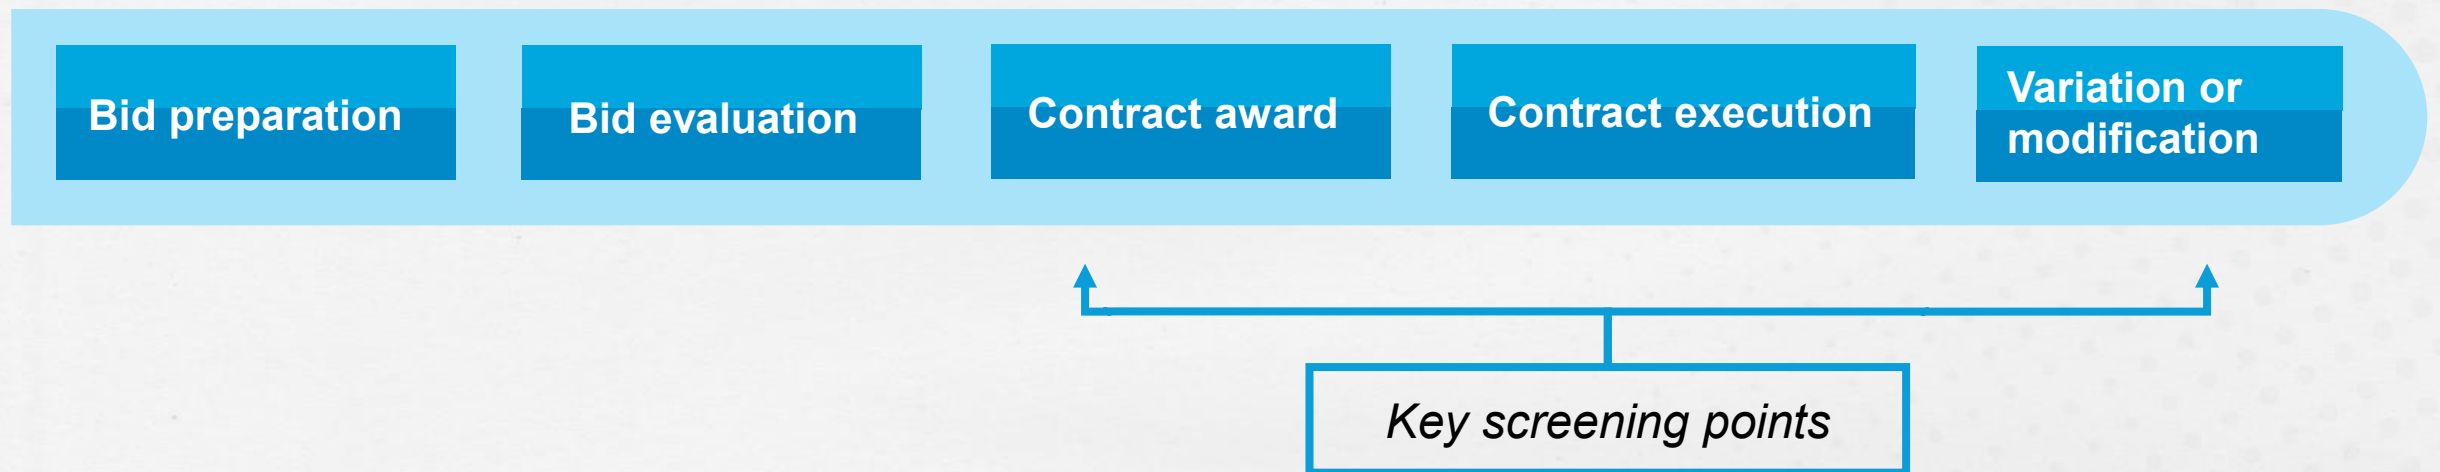 Bid preparation
Bid evaluation
Contract award
Contract execution
Variation or
modification
Key screening points